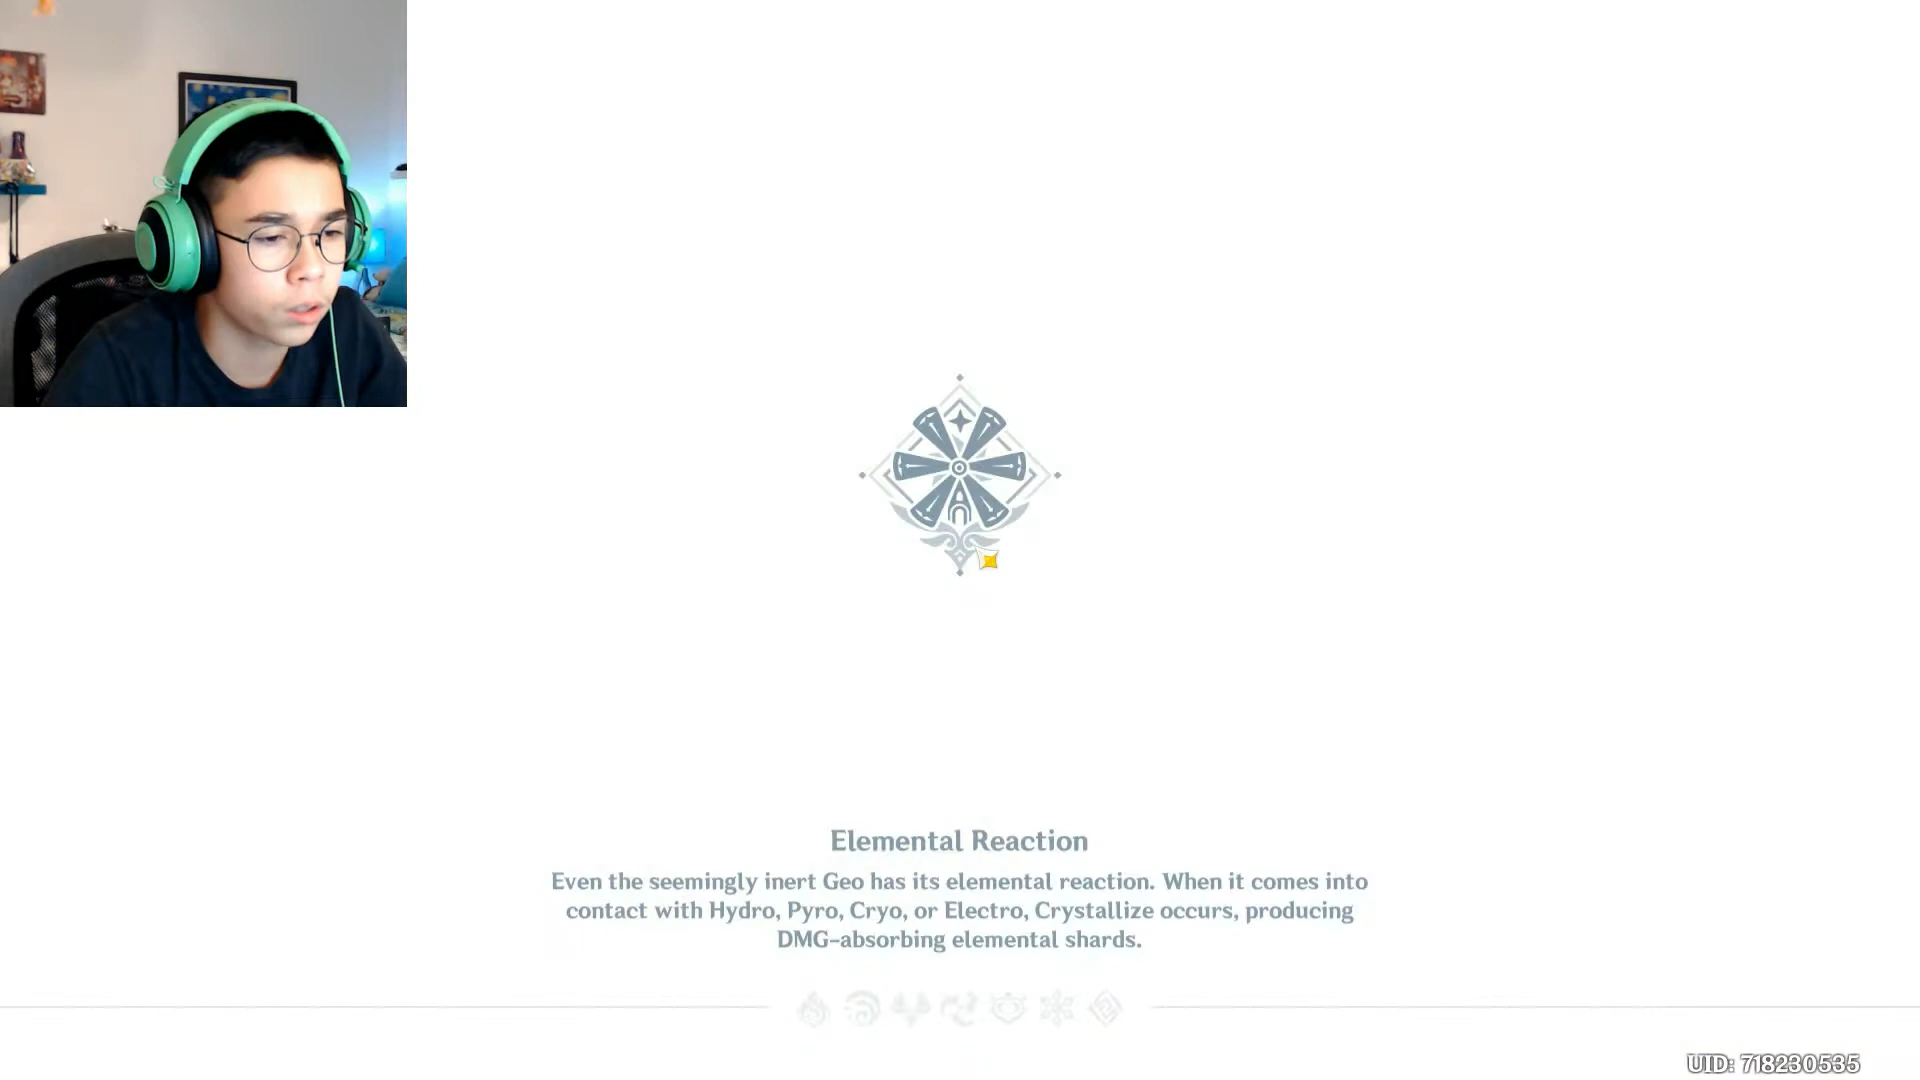 Elemental Reaction
Even the seemingly inert Geo has its elemental reaction. When it comes into
contact with Hydro, Pyro, Cryo, or Electro, Crystallize occurs, producing
DMG-absorbing elemental shards.
UID: 718230535